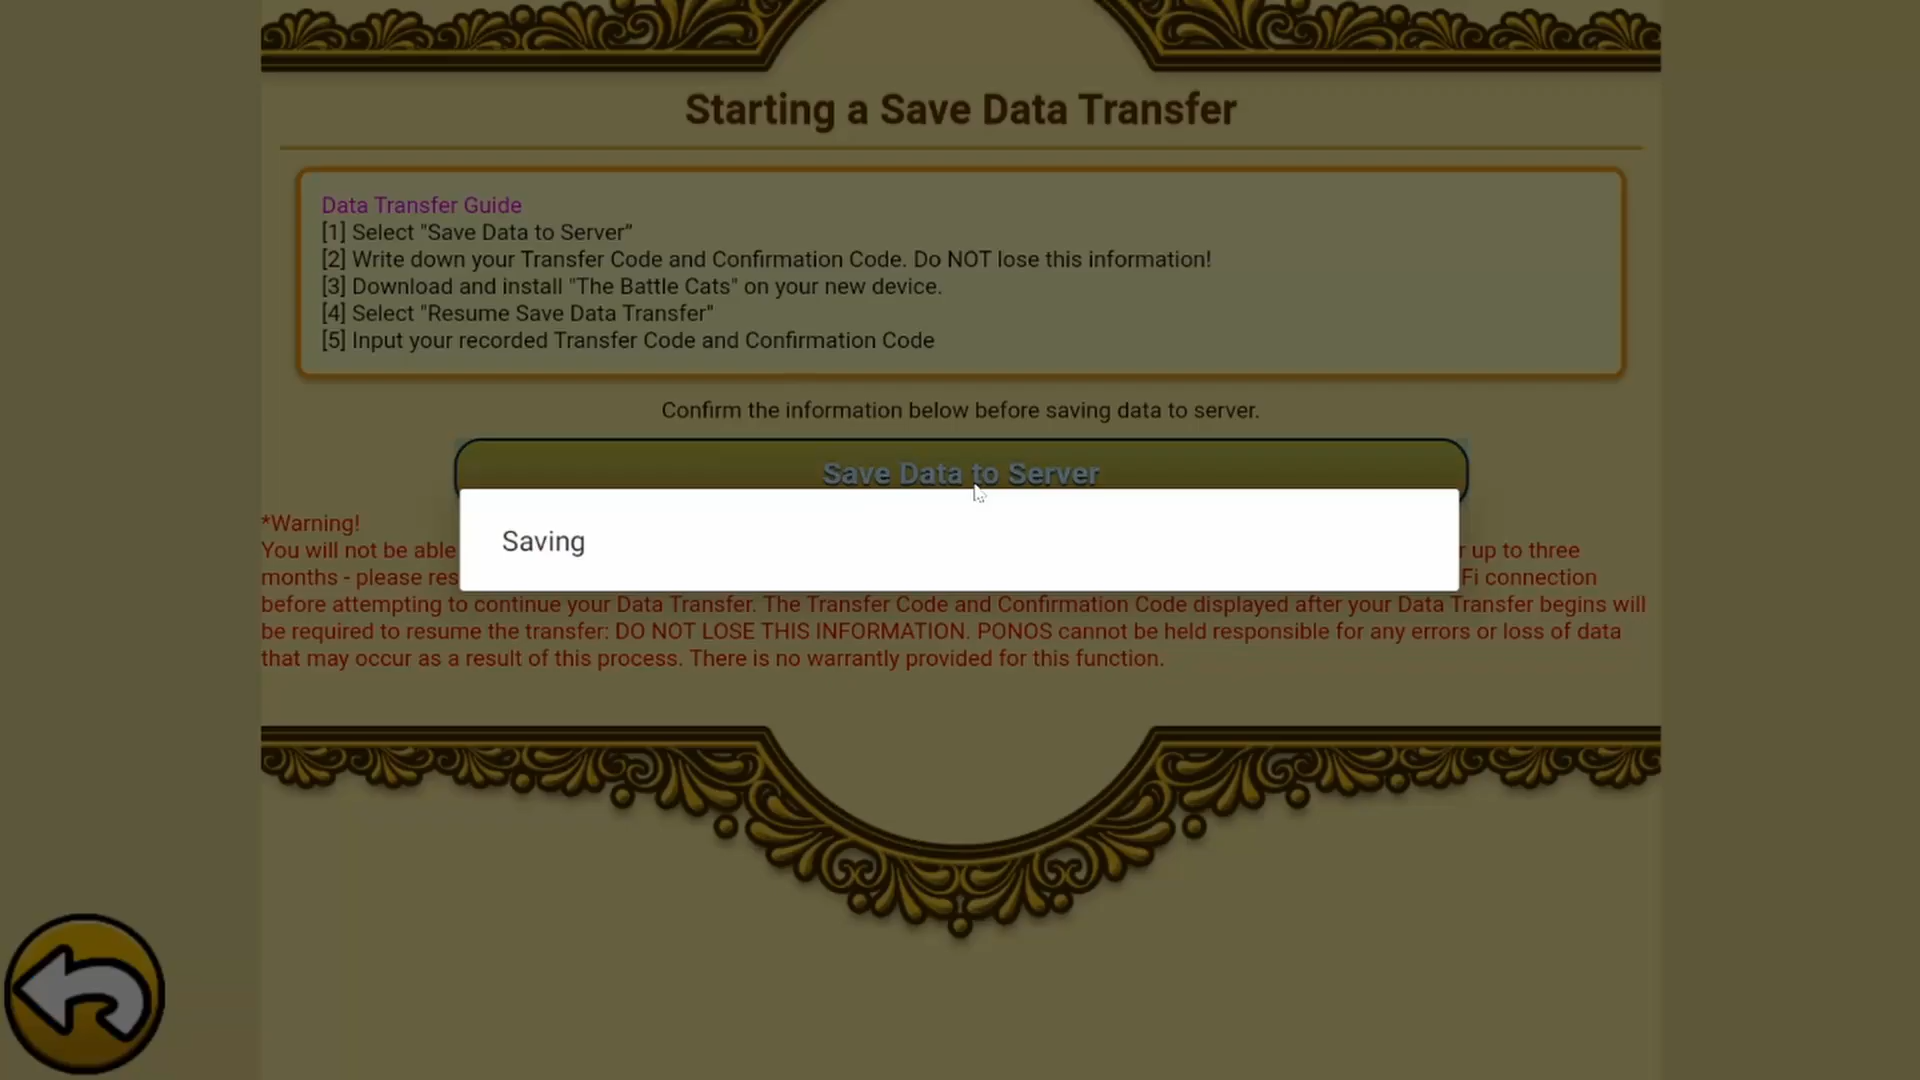 Starting a Save Data Transfer
Data Transfer Guide
[1] Select "Save Data to Server"
[2] Write down your Transfer Code and Confirmation Code. Do NOT lose this information!
[3] Download and install "The Battle Cats" on your new device.
[4] Select "Resume Save Data Transfer"
[5] Input your recorded Transfer Code and Confirmation Code
Confirm the information below before saving data to server.
Save Data to Server
Saving
*Warning!
You will not be able up to three
months - please Fi connection
before attempting to continue your Data Transfer. The Transfer Code and Confirmation Code displayed after your Data Transfer begins will
be required to resume the transfer: DO NOT LOSE THIS INFORMATION. PONOS cannot be held responsible for any errors or loss of data
that may occur as a result of this process. There is no warrantly provided for this function.